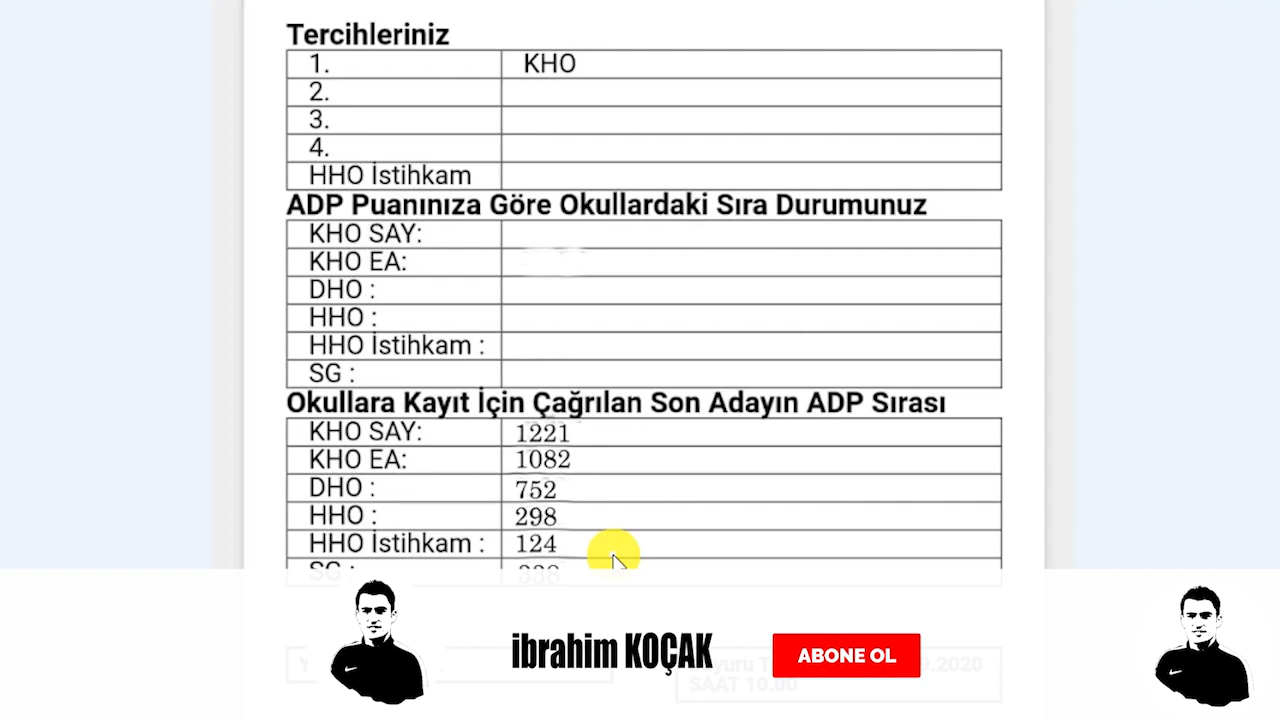 Tercihleriniz
1. KHO
2.
3.
4.
HHO İstihkam
ADP Puanınıza Göre Okullardaki Sıra Durumunuz
KHO SAY:
KHO EA:
DHO :
HHO :
HHO İstihkam :
SG :
Okullara Kayıt İçin Çağrılan Son Adayın ADP Sırası
KHO SAY: 1221
KHO EA: 1082
DHO : 752
HHO : 298
HHO İstihkam : 124
SG : 338
ibrahim KOÇAK
ABONE OL
SAAT 10.00